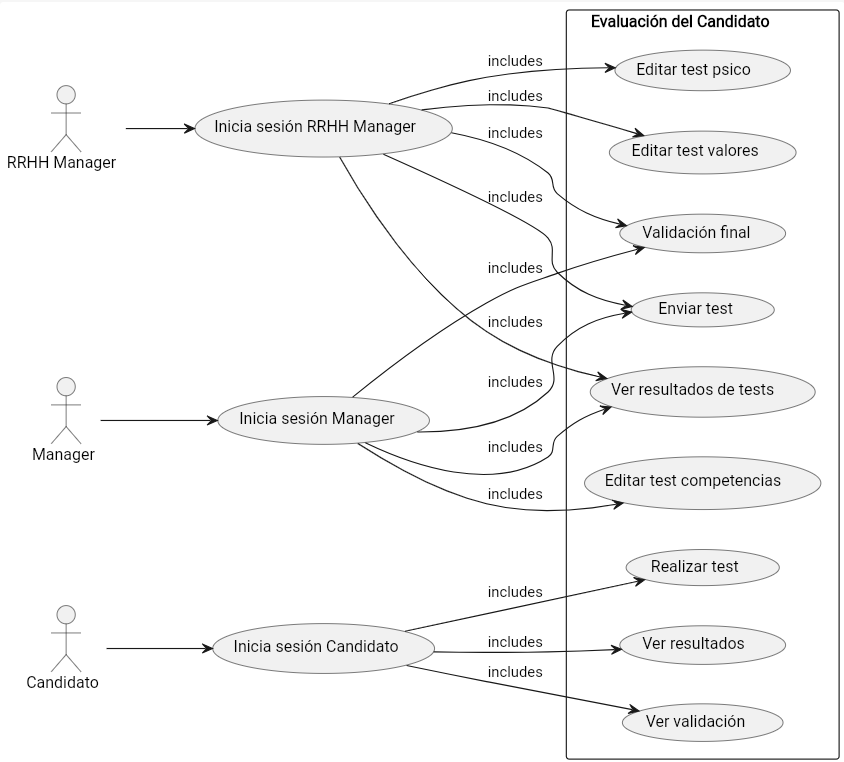 Evaluación del Candidato
includes
Editar test psico
includes
RRHH Manager
Inicia sesión RRHH Manager
includes
Editar test valores
includes
Validación final
includes
Enviar test
includes
includes
Ver resultados de tests
Manager
Inicia sesión Manager
includes
Editar test competencias
includes
Realizar test
includes
Candidato
Inicia sesión Candidato
includes
Ver resultados
includes
Ver validación